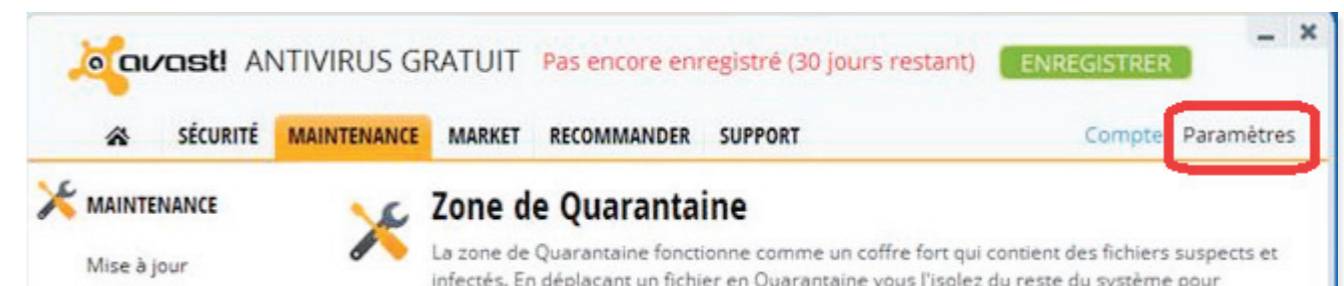 avast! ANTIVIRUS GRATUIT Pas encore enregistré (30 jours restant) ENREGISTRER
SÉCURITÉ MAINTENANCE MARKET RECOMMANDER SUPPORT Compte Paramètres
MAINTENANCE
Mise à jour
Zone de Quarantaine
La zone de Quarantaine fonctionne comme un coffre fort qui contient des fichiers suspects et
infectés. En déplaçant un fichier en Quarantaine vous l'isolez du reste du système pour